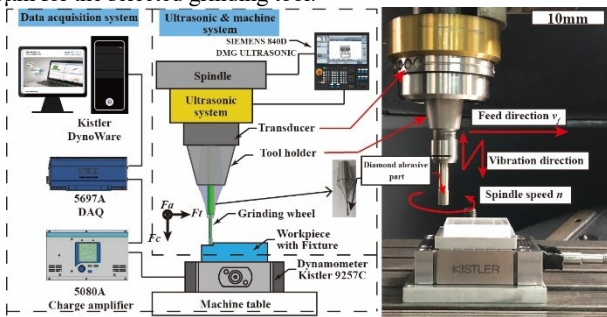 Data acquisition system
Ultrasonic & machine
system
SIEMENS 840D
DMG ULTRASONIC
Spindle
Ultrasonic
system
Transducer
Tool holder
Kistler
DynoWare
5697A
DAQ
5080A
Charge amplifier
Fa
Ft
Fc
Grinding wheel
Workpiece
with Fixture
Dynamometer
Kistler 9257C
Machine table
Diamond abrasive
part
10mm
Feed direction vf
Vibration direction
Spindle speed n
KISTLER